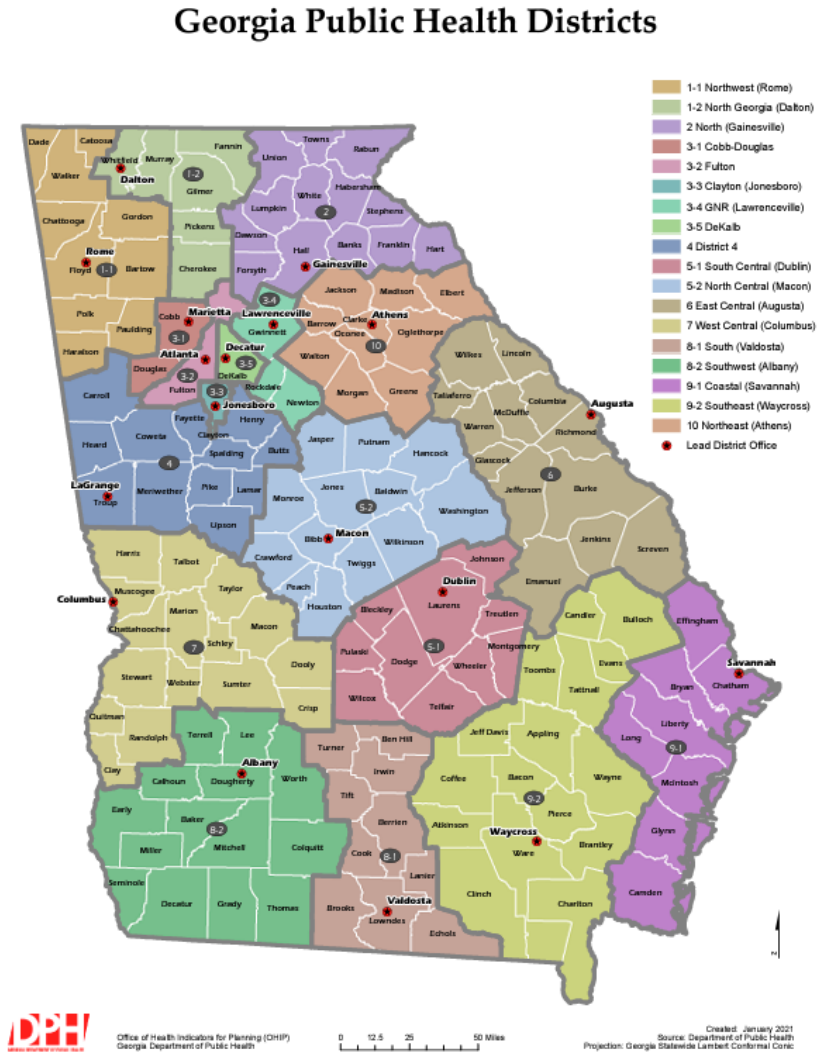 Georgia Public Health Districts
1-1 Northwest (Rome)
1-2 North Georgia (Dalton)
2 North (Gainesville)
3-1 Cobb-Douglas
3-2 Fulton
3-3 Clayton (Jonesboro)
3-4 GNR (Lawrenceville)
3-5 DeKalb
4 District 4
5-1 South Central (Dublin)
5-2 North Central (Macon)
6 East Central (Augusta)
7 West Central (Columbus)
8-1 South (Valdosta)
8-2 Southwest (Albany)
9-1 Coastal (Savannah)
9-2 Southeast (Waycross)
10 Northeast (Athens)
Lead District Office
Dade
Catoosa
Whitfield
Murray
Fannin
Towns
Rabun
Union
Walker
Dalton
1-2
Gilmer
White
Habersham
Lumpkin
2
Stephens
Chattooga
Gordon
Pickens
Dawson
Banks
Franklin
Hart
Hall
Rome
Floyd
1-1
Bartow
Cherokee
Forsyth
Gainesville
Jackson
Madison
Elbert
Polk
Paulding
Cobb
Marietta
3-4
Lawrenceville
Gwinnett
Barrow
Clarke
Athens
Oconee
Oglethorpe
3-1
Haralson
Atlanta
Decatur
3-5
DeKalb
Walton
10
Wilkes
Lincoln
Douglas
3-2
Fulton
3-3
Rockdale
Newton
Morgan
Greene
Taliaferro
Columbia
Augusta
Carroll
Jonesboro
Fayette
Henry
Clayton
McDuffie
Warren
Richmond
Heard
Coweta
Spalding
Butts
Jasper
Putnam
Hancock
Glascock
4
LaGrange
Troup
Meriwether
Pike
Lamar
Monroe
Jones
Baldwin
5-2
Washington
Jefferson
6
Burke
Upson
Bibb
Macon
Wilkinson
Jenkins
Screven
Harris
Talbot
Crawford
Twiggs
Johnson
Emanuel
Muscogee
Columbus
Taylor
Peach
Houston
Dublin
Laurens
Bleckley
Treutlen
Candler
Bulloch
Effingham
Marion
Chattahoochee
Macon
7
Schley
Pulaski
5-1
Montgomery
Dodge
Wheeler
Toombs
Evans
Tattnall
Savannah
Chatham
Bryan
Stewart
Webster
Sumter
Dooly
Wilcox
Telfair
Crisp
Quitman
Randolph
Terrell
Lee
Turner
Ben Hill
Jeff Davis
Appling
Liberty
Long
9-1
Clay
Calhoun
Albany
Dougherty
Worth
Irwin
Coffee
Bacon
Wayne
McIntosh
Tift
9-2
Early
Baker
8-2
Mitchell
Miller
Colquitt
Berrien
Atkinson
Pierce
Waycross
Ware
Brantley
Glynn
Cook
8-1
Lanier
Seminole
Decatur
Grady
Thomas
Brooks
Valdosta
Lowndes
Echols
Clinch
Charlton
Camden
N
DPH
Office of Health Indicators for Planning (OHIP)
Georgia Department of Public Health
0 12.5 25 50 Miles
Created: January 2021
Source: Department of Public Health
Projection: Georgia Statewide Lambert Conformal Conic